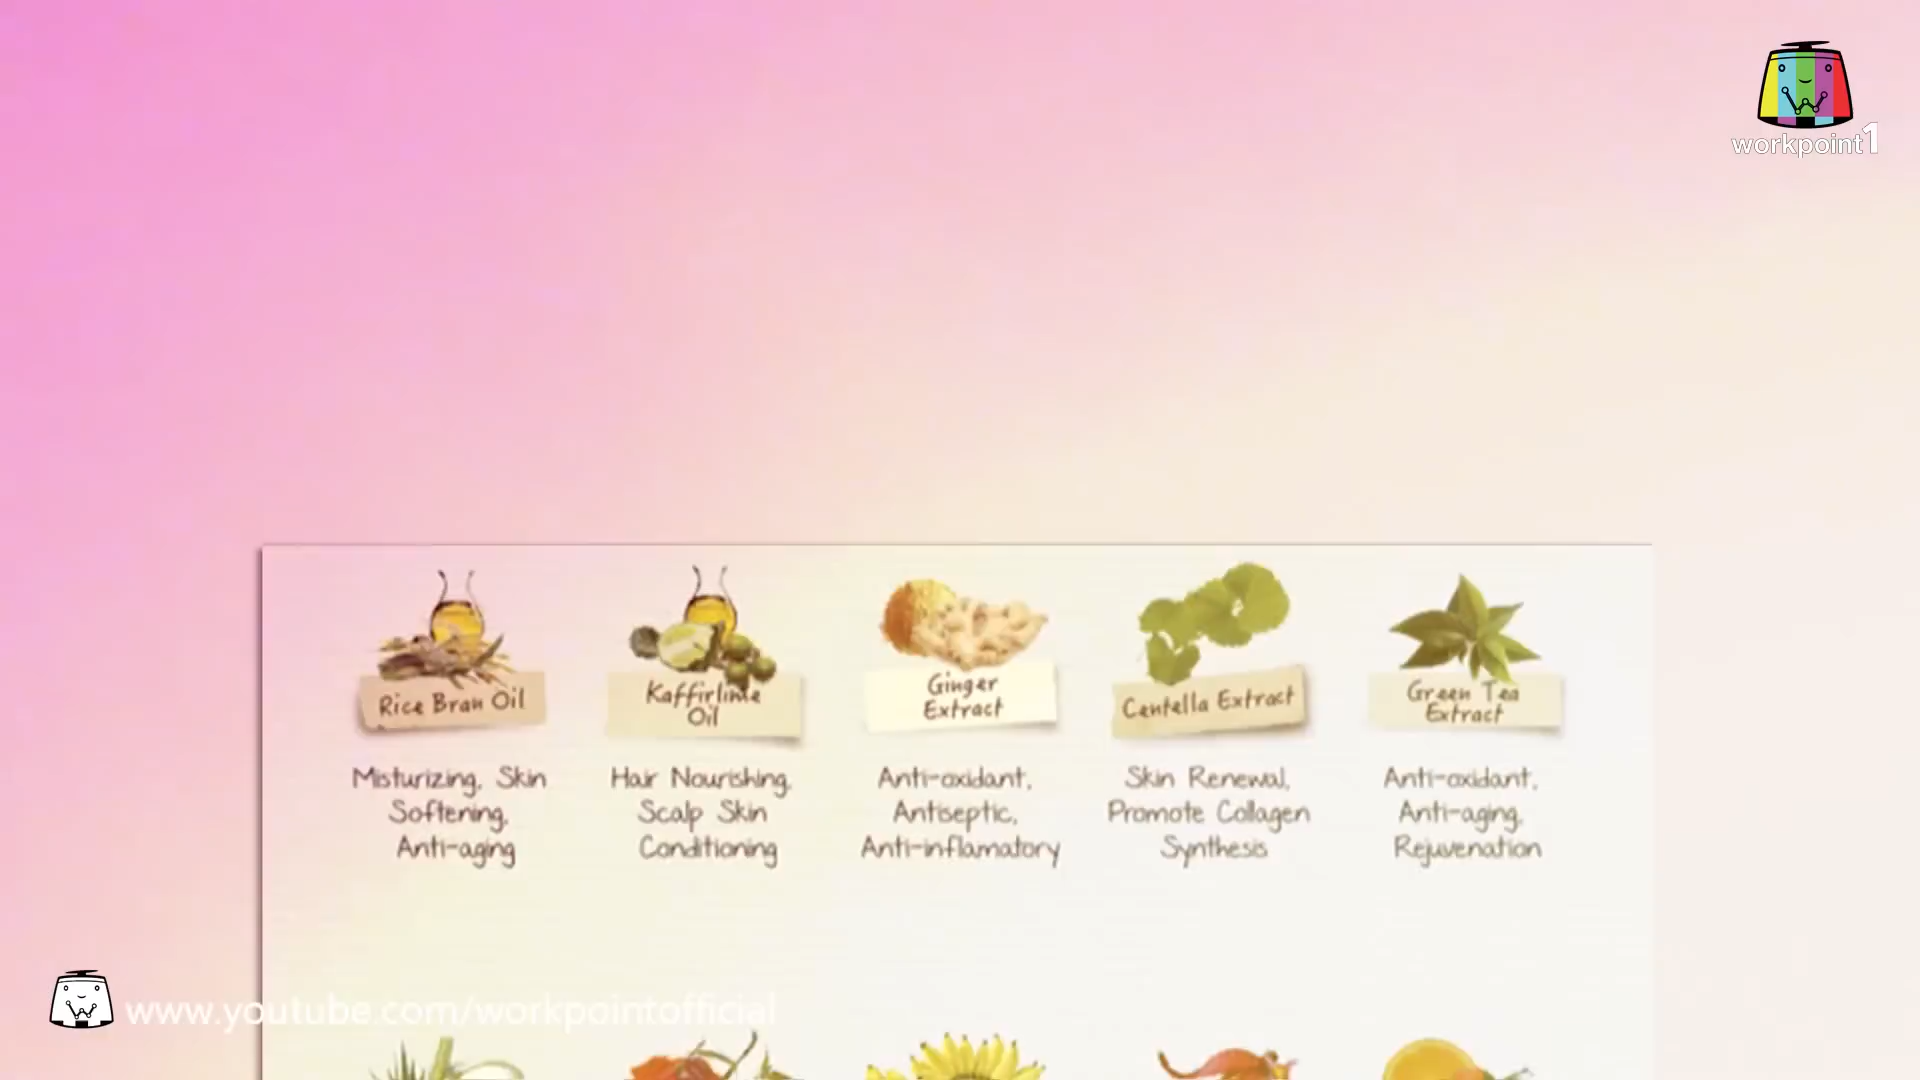 workpoint1
Rice Bran Oil
Kaffirlime
Oil
Ginger
Extract
Centella Extract
Green Tea
Extract
Misturizing, Skin
Softening,
Anti-aging
Hair Nourishing,
Scalp Skin
Conditioning
Anti-oxidant,
Antiseptic,
Anti-inflamatory
Skin Renewal,
Promote Collagen
Synthesis
Anti-oxidant,
Anti-aging,
Rejuvenation
www.youtube.com/workpointofficial